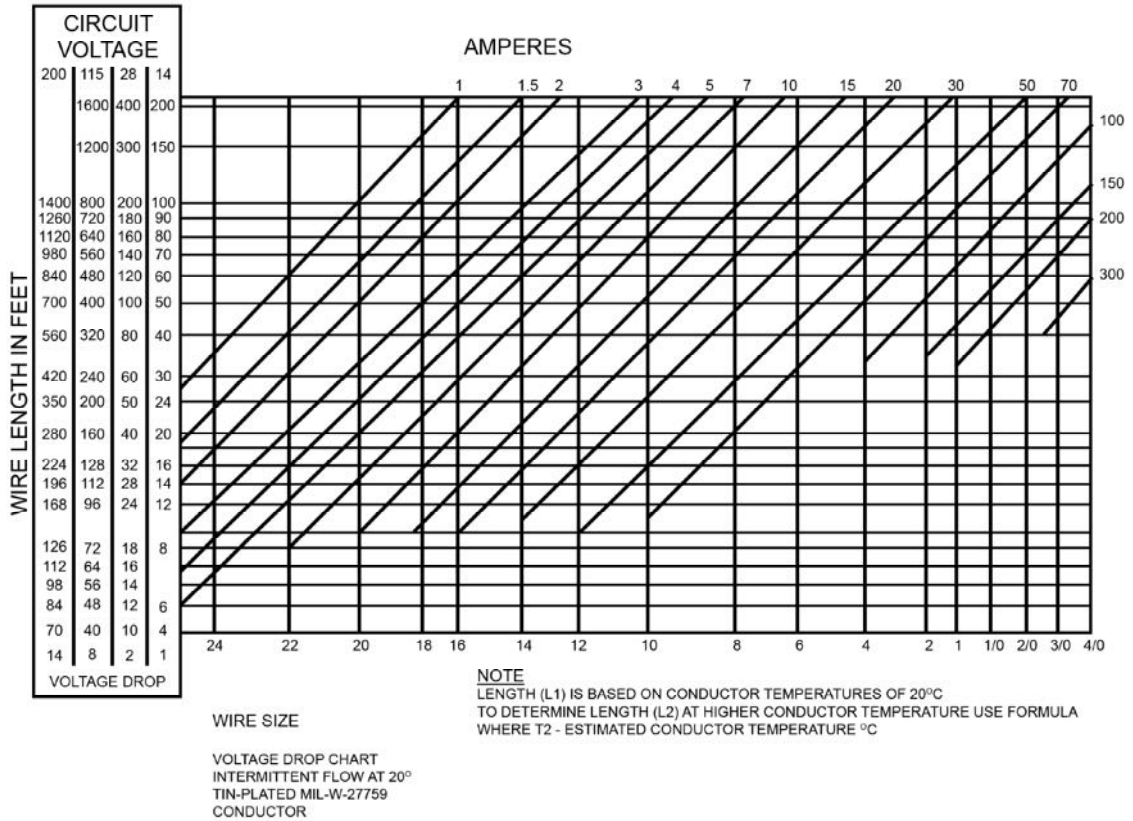 CIRCUIT
VOLTAGE
200 115 28 14
1600 400 200
1200 300 150
1400 800 200 100
1260 720 180 90
1120 640 160 80
980 560 140 70
840 480 120 60
700 400 100 50
560 320 80 40
420 240 60 30
350 200 50 24
280 160 40 20
224 128 32 16
196 112 28 14
168 96 24 12
126 72 18 8
112 64 16
98 56 14
84 48 12 6
70 40 10 4
14 8 2 1
VOLTAGE DROP
WIRE LENGTH IN FEET
AMPERES
1 1.5 2 3 4 5 7 10 15 20 30 50 70
100
150
200
300
24 22 20 18 16 14 12 10 8 6 4 2 1 1/0 2/0 3/0 4/0
WIRE SIZE
VOLTAGE DROP CHART
INTERMITTENT FLOW AT 20°
TIN-PLATED MIL-W-27759
CONDUCTOR
NOTE
LENGTH (L1) IS BASED ON CONDUCTOR TEMPERATURES OF 20°C
TO DETERMINE LENGTH (L2) AT HIGHER CONDUCTOR TEMPERATURE USE FORMULA
WHERE T2 - ESTIMATED CONDUCTOR TEMPERATURE °C